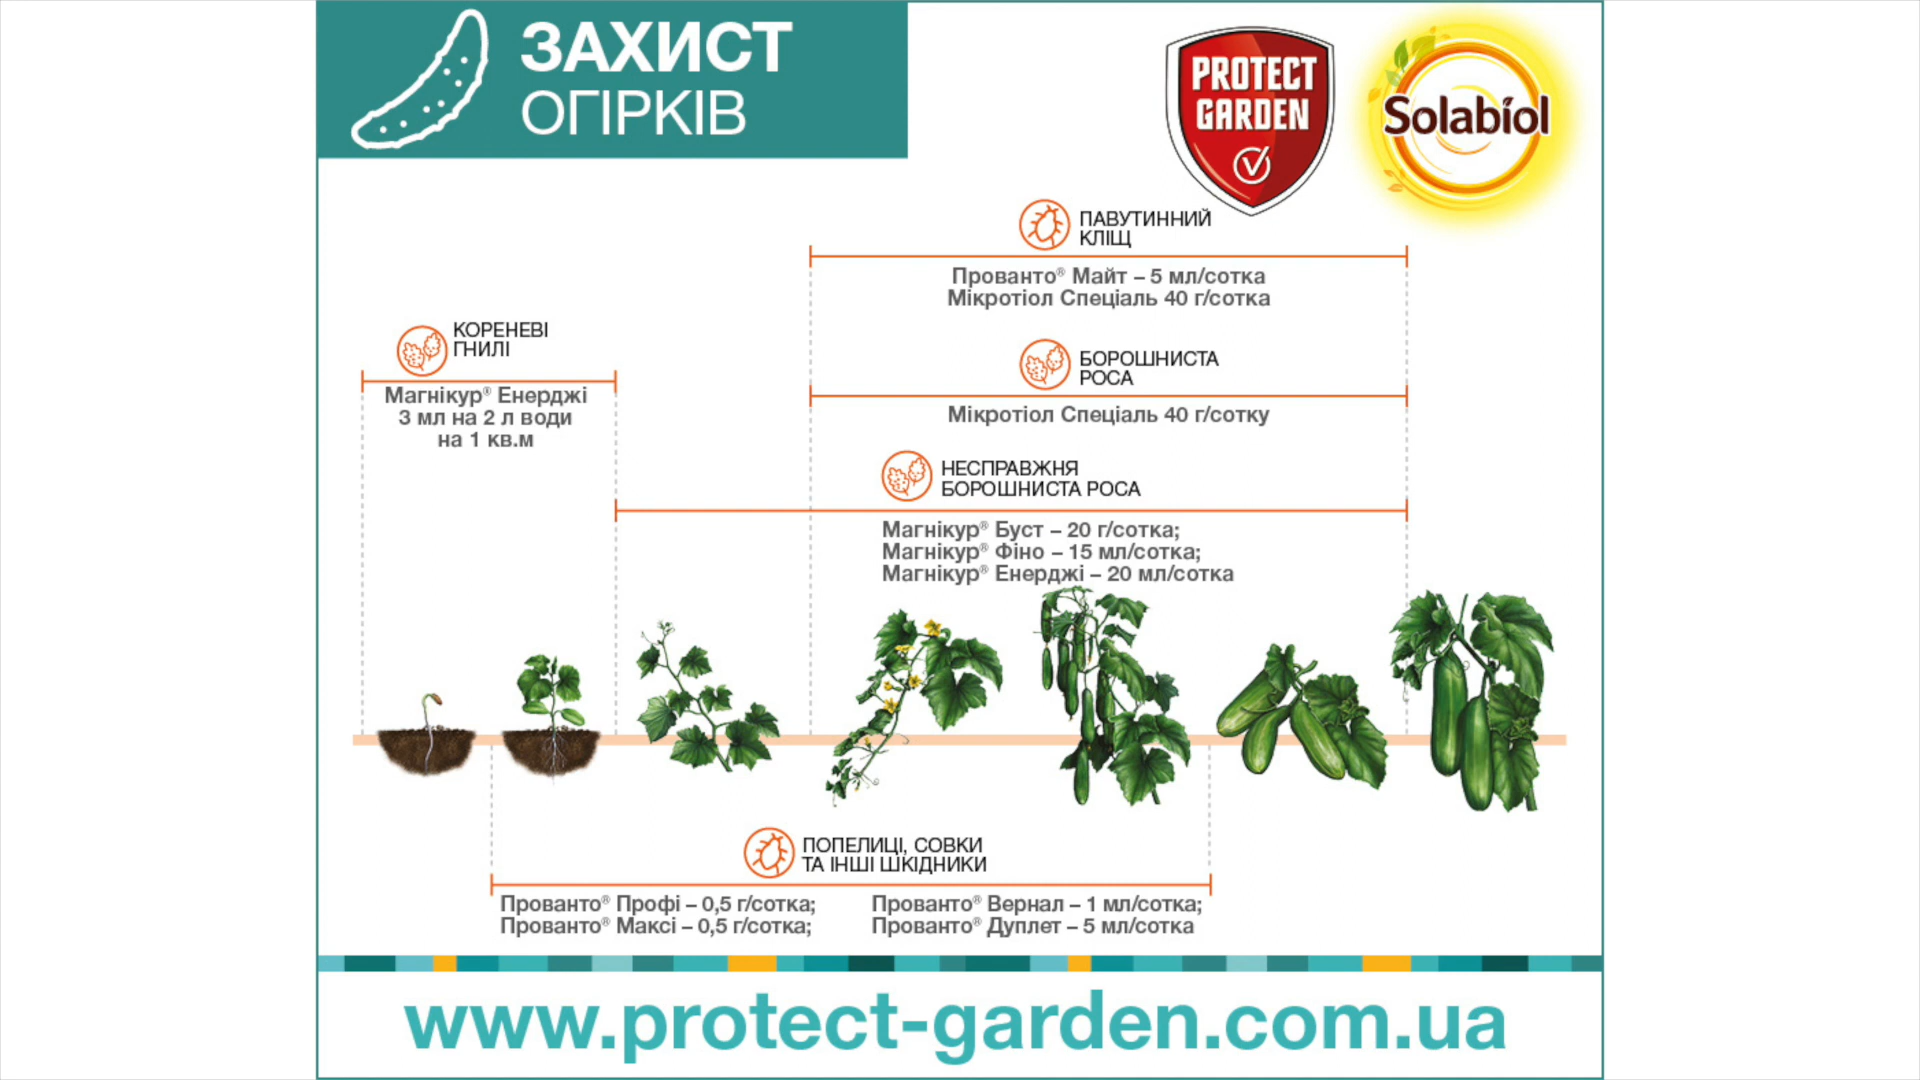 ЗАХИСТ
ОГІРКІВ
PROTECT
GARDEN
Solabiol
ПАВУТИННИЙ
КЛІЩ
Прованто® Майт – 5 мл/сотка
Мікротіол Спеціаль 40 г/сотка
КОРЕНЕВІ
ГНИЛІ
Магнікур® Енерджі
3 мл на 2 л води
на 1 кв.м
БОРОШНИСТА
РОСА
Мікротіол Спеціаль 40 г/сотку
НЕСПРАВЖНЯ
БОРОШНИСТА РОСА
Магнікур® Буст – 20 г/сотка;
Магнікур® Фіно – 15 мл/сотка;
Магнікур® Енерджі – 20 мл/сотка
ПОПЕЛИЦІ, СОВКИ
ТА ІНШІ ШКІДНИКИ
Прованто® Профі – 0,5 г/сотка;
Прованто® Максі – 0,5 г/сотка;
Прованто® Вернал – 1 мл/сотка;
Прованто® Дуплет – 5 мл/сотка
www.protect-garden.com.ua